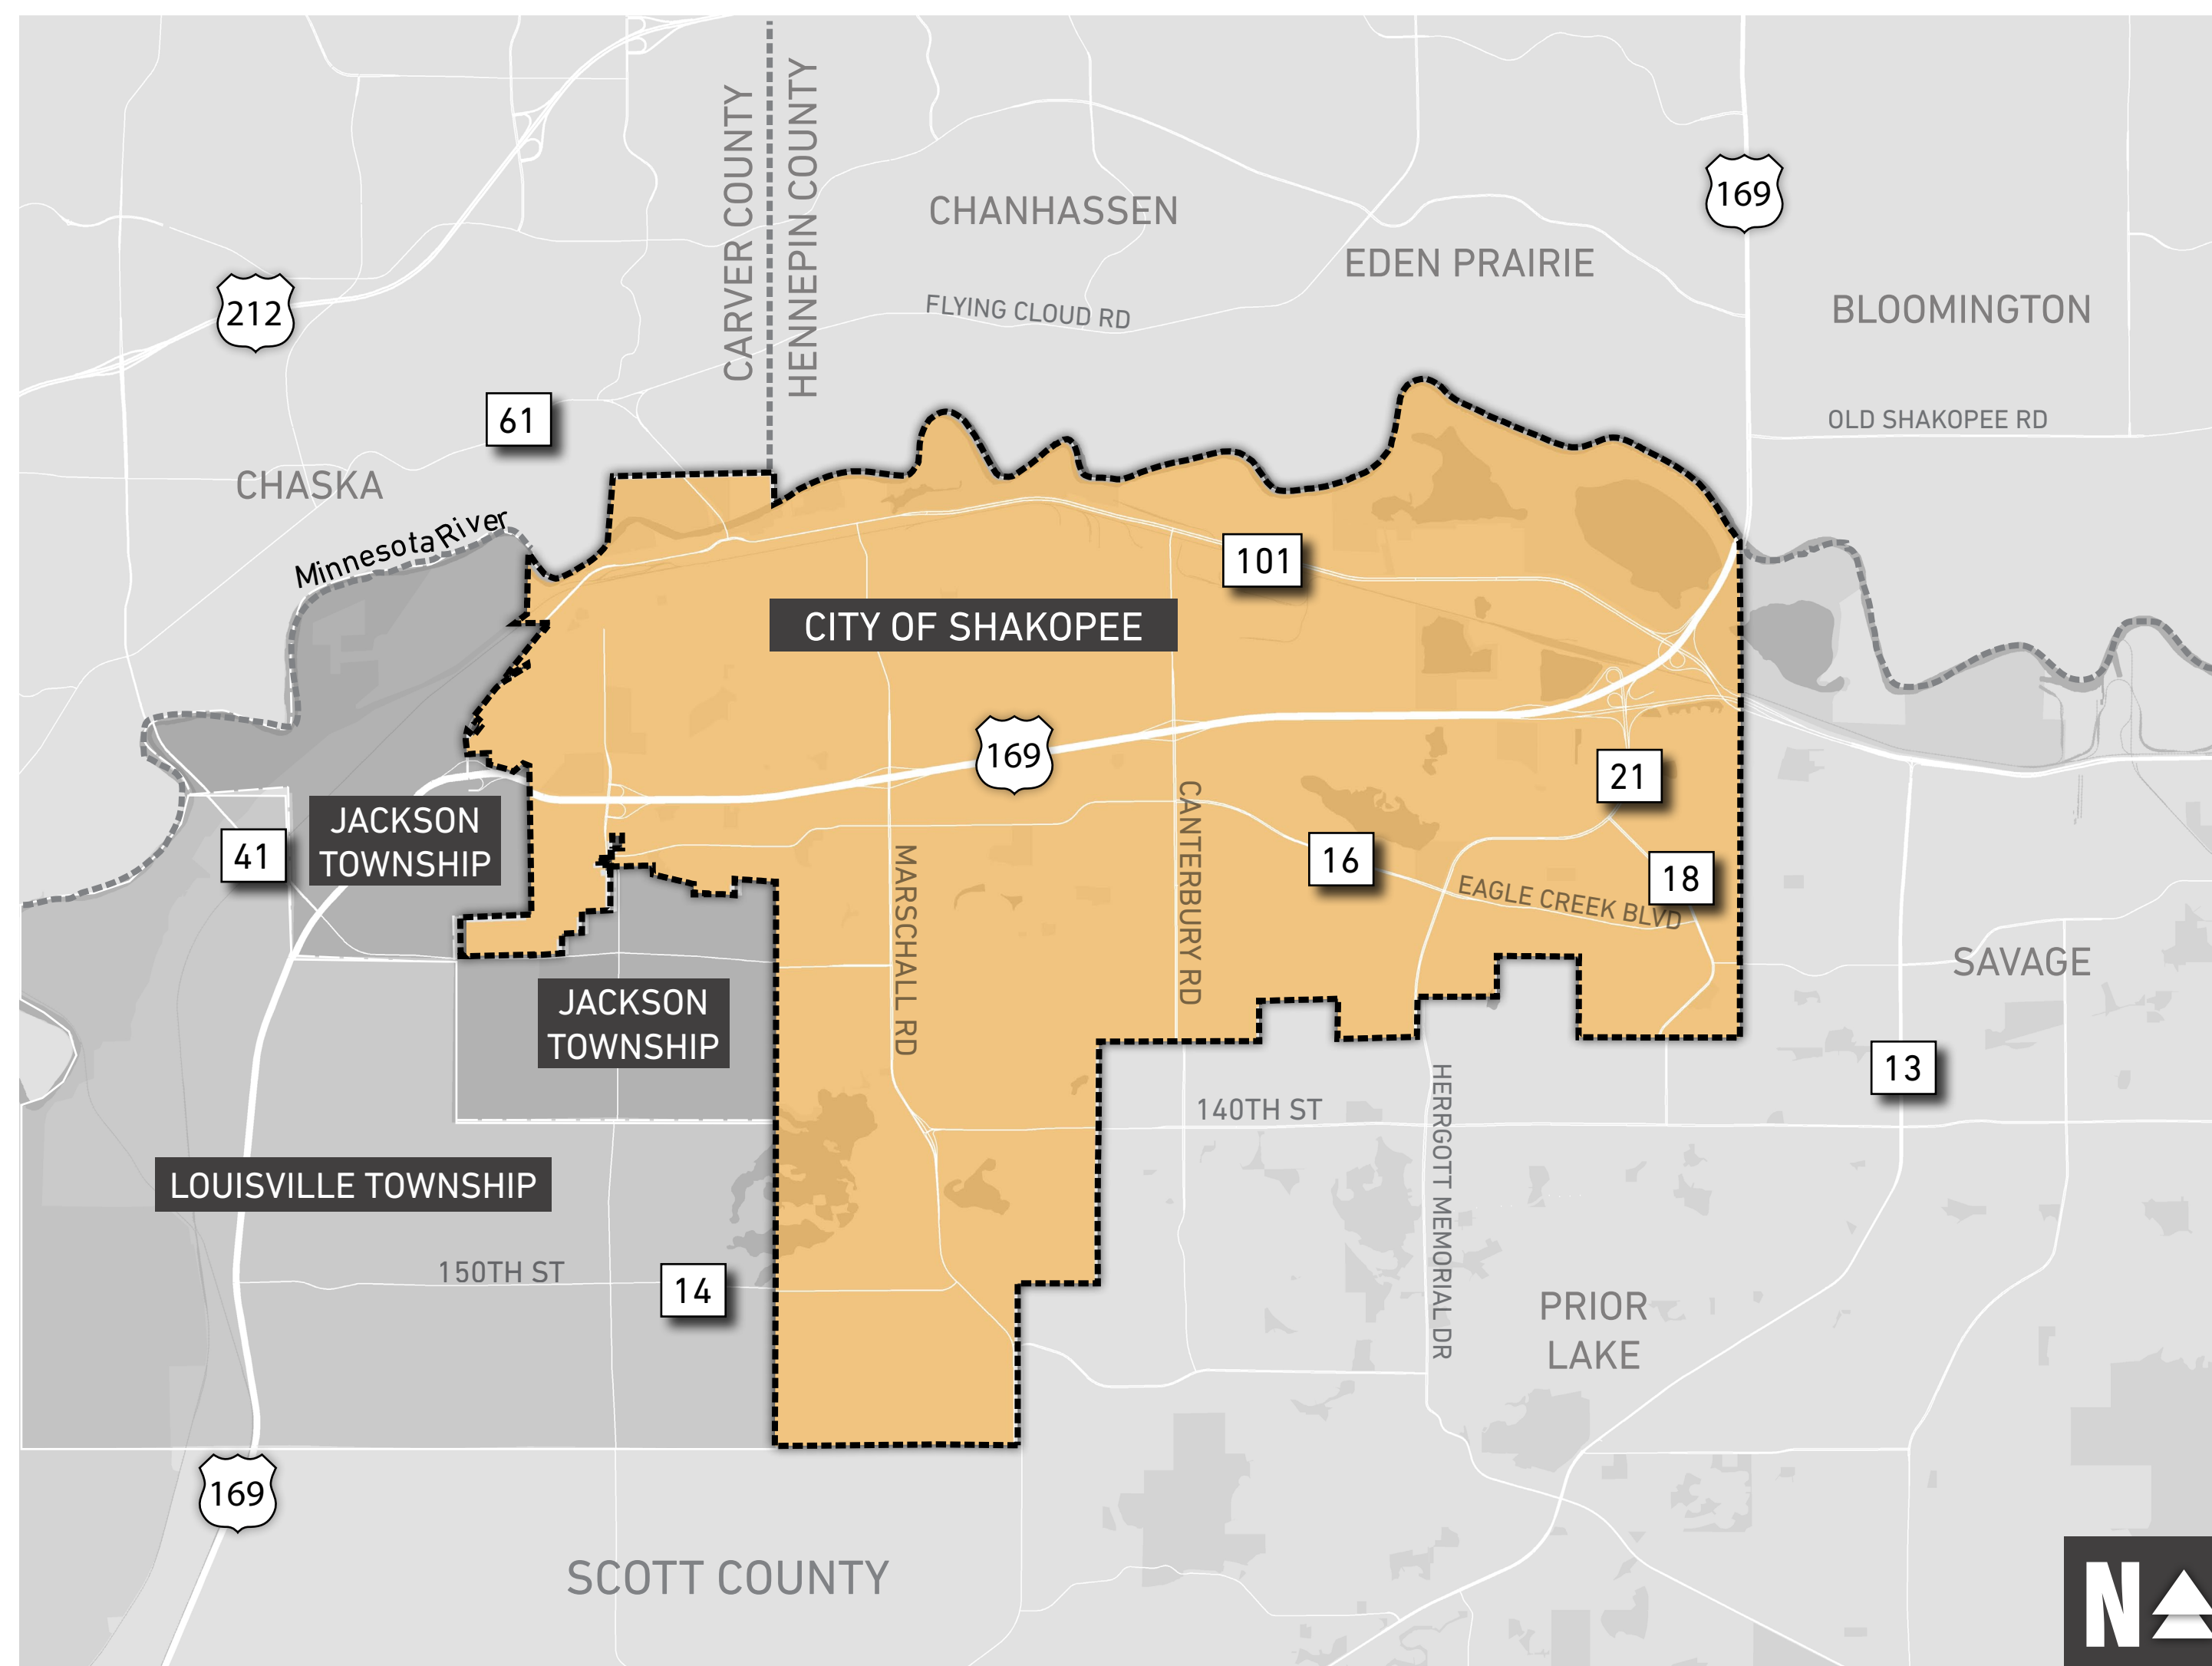 CARVER COUNTY
HENNEPIN COUNTY
CHANHASSEN
169
EDEN PRAIRIE
212
FLYING CLOUD RD
BLOOMINGTON
61
OLD SHAKOPEE RD
CHASKA
Minnesota River
101
CITY OF SHAKOPEE
169
21
JACKSON
TOWNSHIP
41
16
18
CANTERBURY RD
MARSCHALL RD
EAGLE CREEK BLVD
SAVAGE
JACKSON
TOWNSHIP
13
140TH ST
HERRGOTT MEMORIAL DR
LOUISVILLE TOWNSHIP
150TH ST
14
PRIOR
LAKE
169
SCOTT COUNTY
N